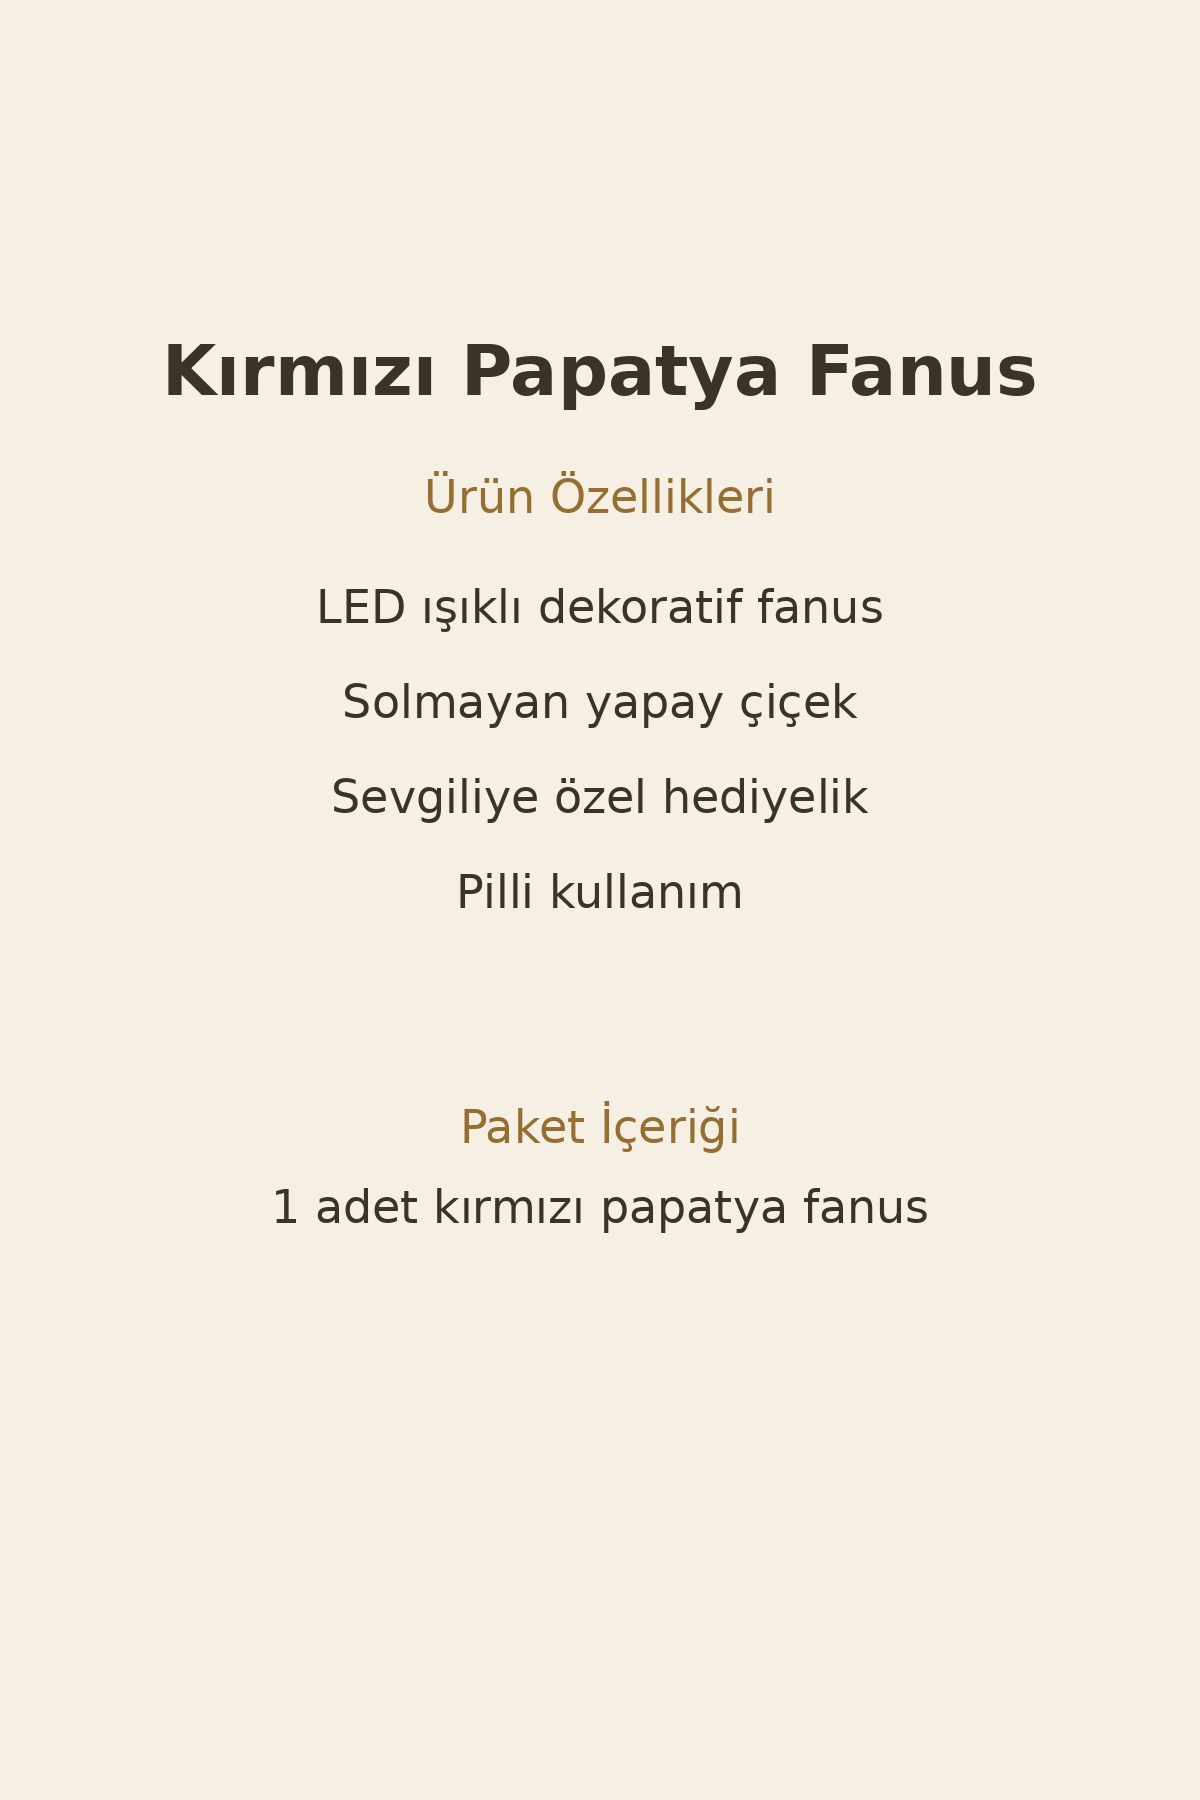 Kırmızı Papatya Fanus
Ürün Özellikleri
LED ışıklı dekoratif fanus
Solmayan yapay çiçek
Sevgiliye özel hediyelik
Pilli kullanım
Paket İçeriği
1 adet kırmızı papatya fanus